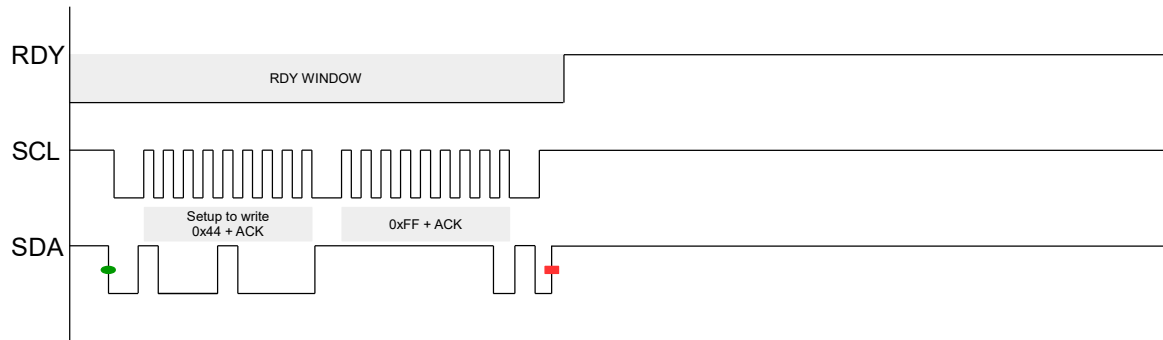 RDY
RDY WINDOW
SCL
Setup to write
0x44 + ACK
0xFF + ACK
SDA